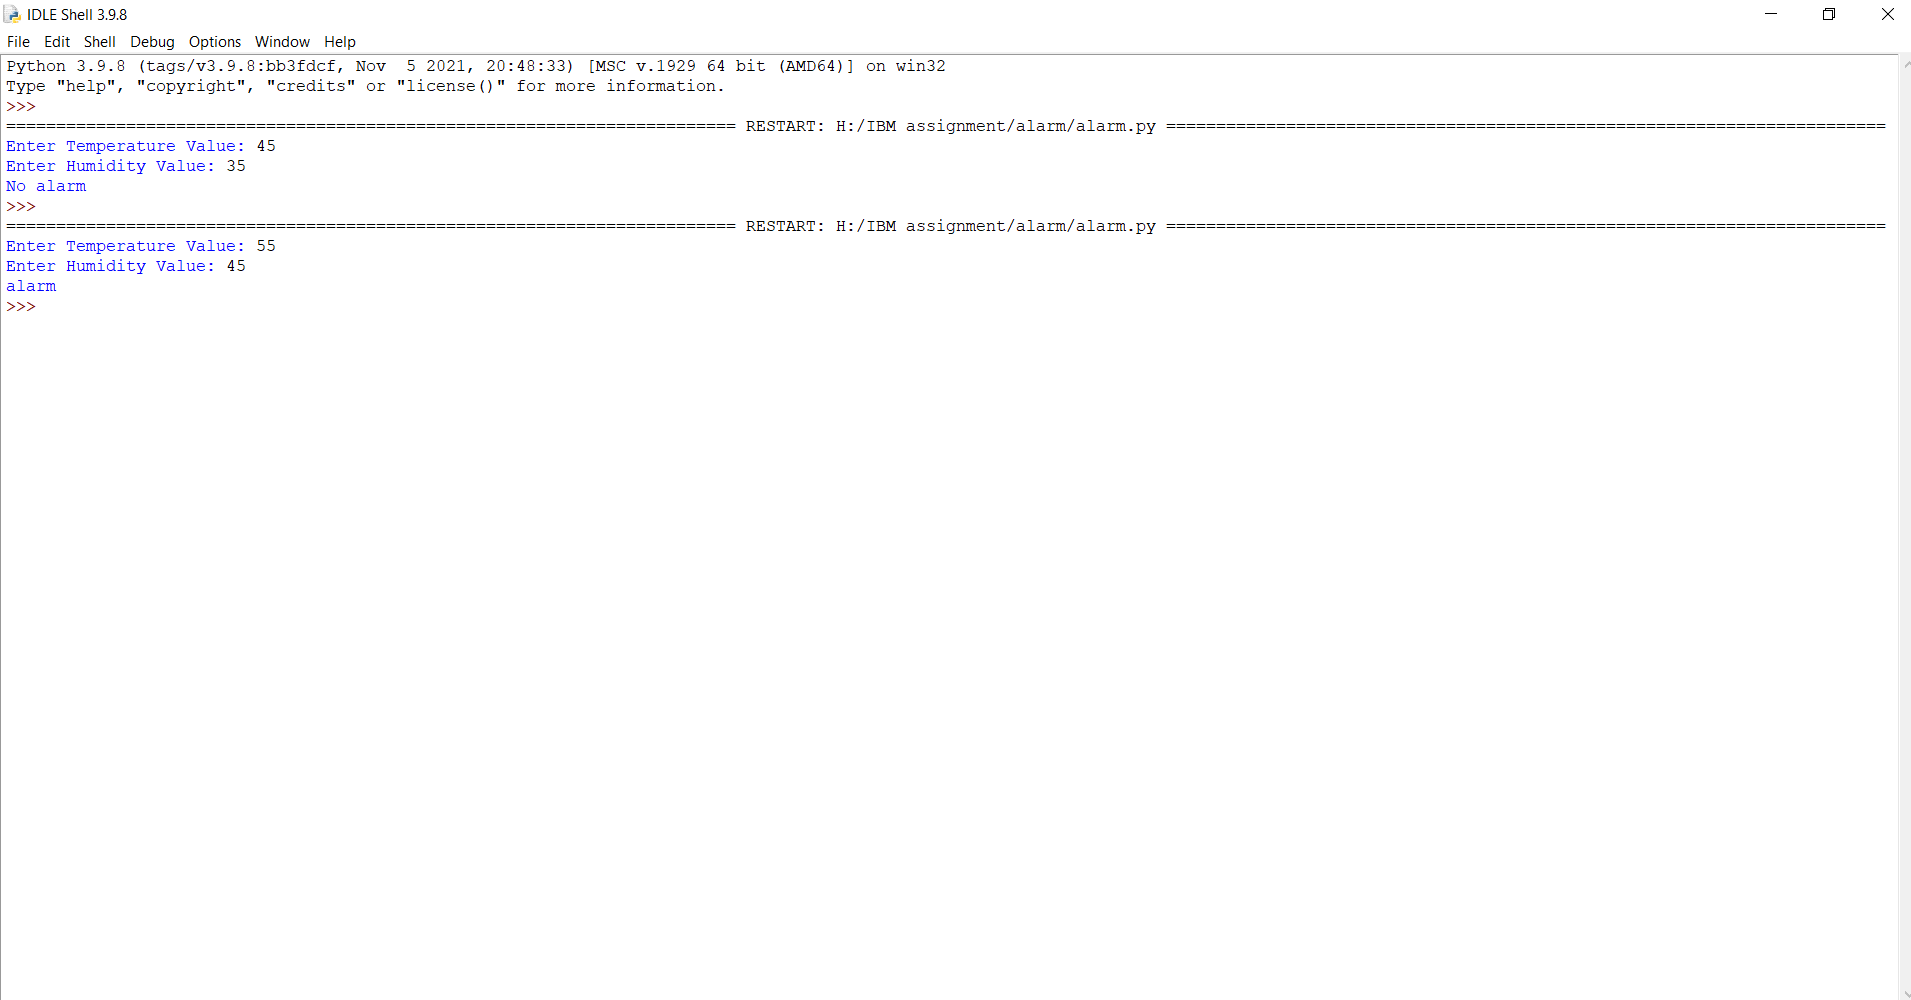 IDLE Shell 3.9.8
File Edit Shell Debug Options Window Help
Python 3.9.8 (tags/v3.9.8:bb3fdcf, Nov  5 2021, 20:48:33) [MSC v.1929 64 bit (AMD64)] on win32
Type "help", "copyright", "credits" or "license()" for more information.
>>>
========================================================================= RESTART: H:/IBM assignment/alarm/alarm.py ========================================================================
Enter Temperature Value: 45
Enter Humidity Value: 35
No alarm
>>>
========================================================================= RESTART: H:/IBM assignment/alarm/alarm.py ========================================================================
Enter Temperature Value: 55
Enter Humidity Value: 45
alarm
>>>